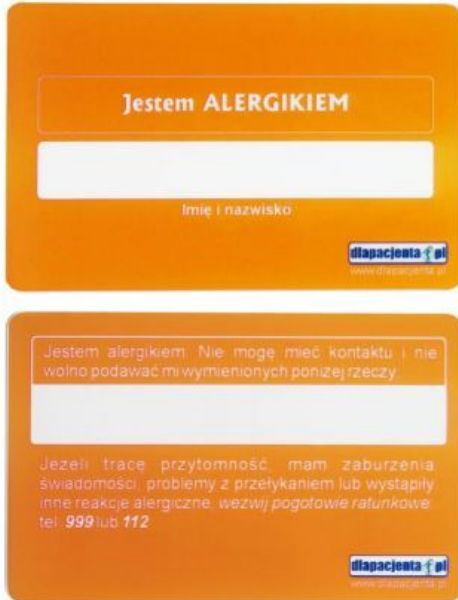 Jestem ALERGIKIEM
Imię i nazwisko
dlapacjenta.pl
www.dlapacjenta.pl
Jestem alergikiem. Nie mogę mieć kontaktu i nie
wolno podawać mi wymienionych poniżej rzeczy:
Jeżeli tracę przytomność, mam zaburzenia
świadomości, problemy z przełykaniem lub wystąpiły
inne reakcje alergiczne, wezwij pogotowie ratunkowe
tel. 999 lub 112
dlapacjenta.pl
www.dlapacjenta.pl